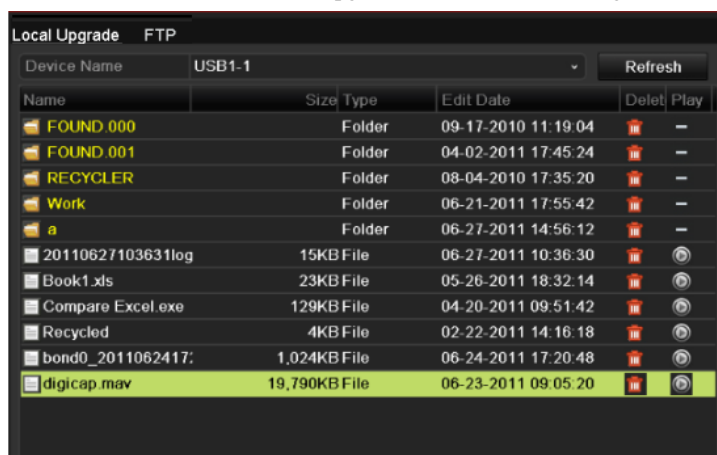 Local Upgrade FTP
Device Name USB1-1 Refresh
Name Size Type Edit Date Delet Play
FOUND.000 Folder 09-17-2010 11:19:04 –
FOUND.001 Folder 04-02-2011 17:45:24 –
RECYCLER Folder 08-04-2010 17:35:20 –
Work Folder 06-21-2011 17:55:42 –
a Folder 06-27-2011 14:56:12 –
20110627103631log 15KB File 06-27-2011 10:36:30
Book1.xls 23KB File 05-26-2011 18:32:14
Compare Excel.exe 129KB File 04-20-2011 09:51:42
Recycled 4KB File 02-22-2011 14:16:18
bond0_2011062417: 1,024KB File 06-24-2011 17:20:48
digicap.mav 19,790KB File 06-23-2011 09:05:20